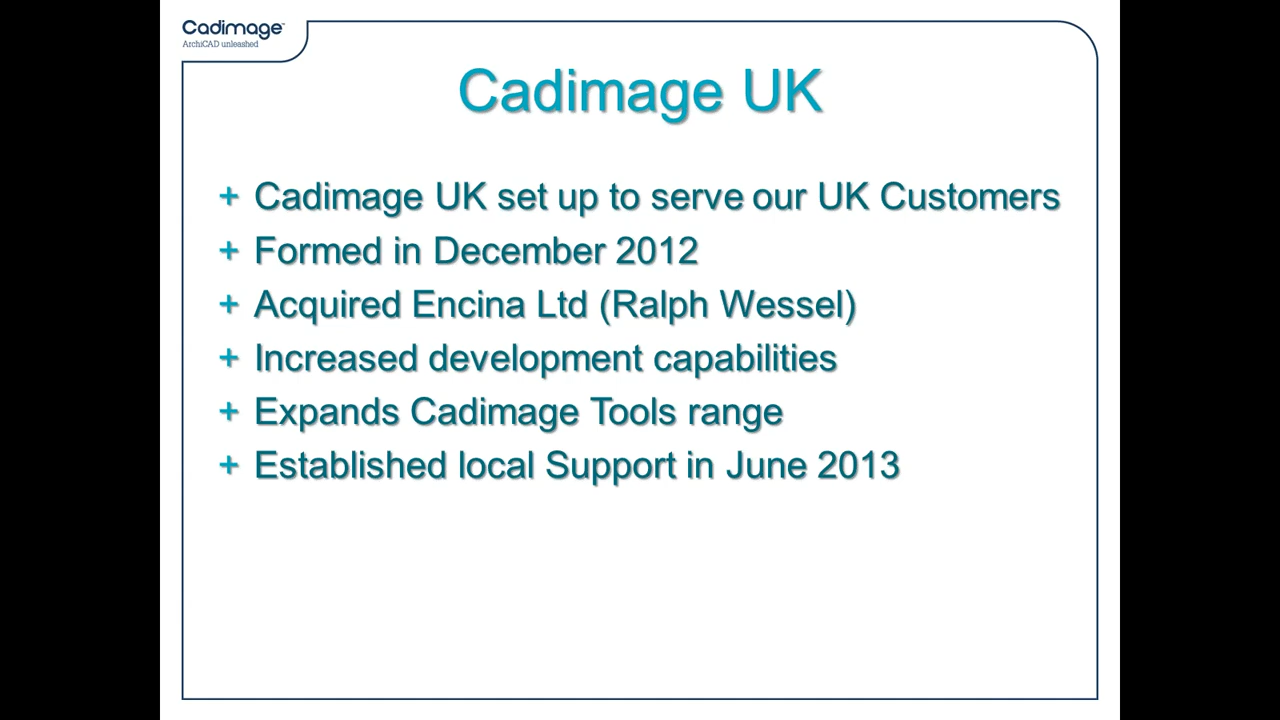 Cadimage™
ArchiCAD unleashed
Cadimage UK
+ Cadimage UK set up to serve our UK Customers
+ Formed in December 2012
+ Acquired Encina Ltd (Ralph Wessel)
+ Increased development capabilities
+ Expands Cadimage Tools range
+ Established local Support in June 2013